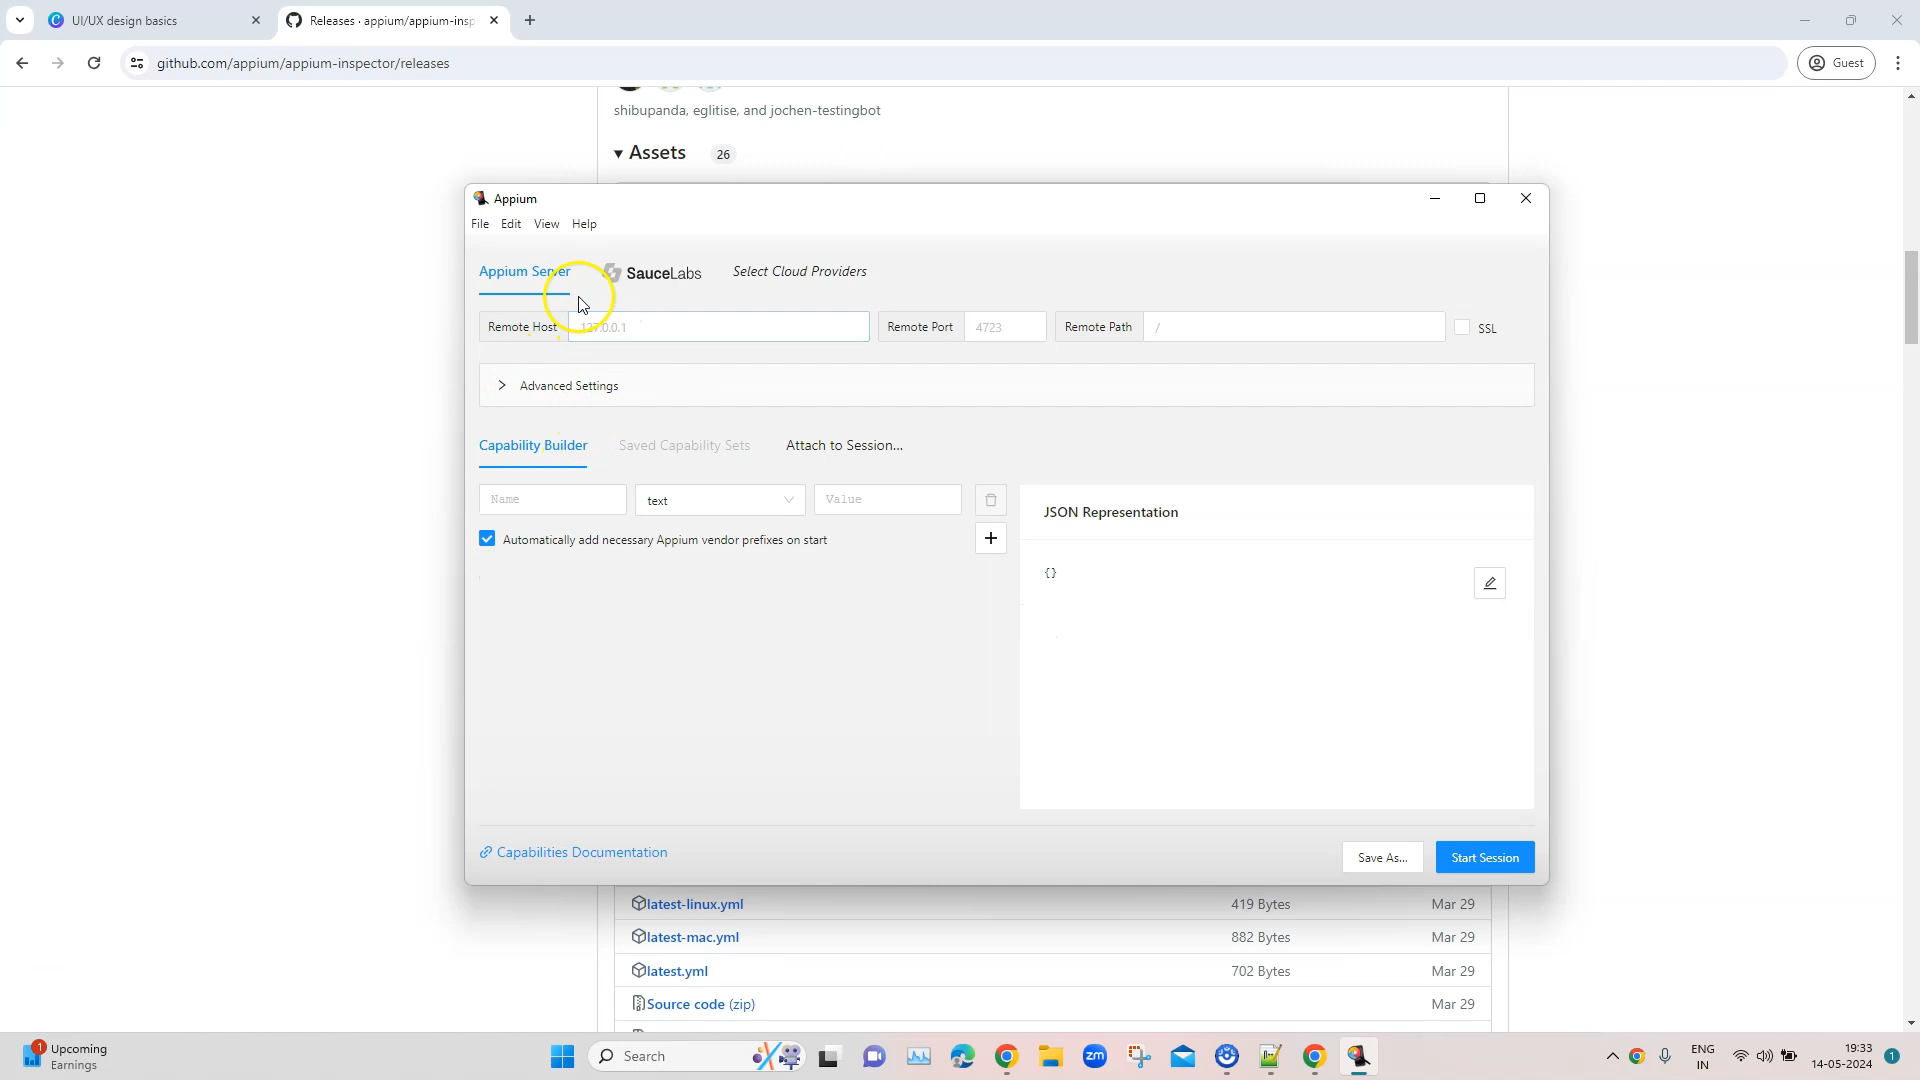 UI/UX design basics
Releases · appium/appium-insp
github.com/appium/appium-inspector/releases
Guest
shibupanda, eglitise, and jochen-testingbot
Assets 26
Appium
File Edit View Help
Appium Server SauceLabs Select Cloud Providers
Remote Host 127.0.0.1 Remote Port 4723 Remote Path / SSL
Advanced Settings
Capability Builder Saved Capability Sets Attach to Session...
Name text Value
JSON Representation
Automatically add necessary Appium vendor prefixes on start
{}
Capabilities Documentation
Save As... Start Session
latest-linux.yml 419 Bytes Mar 29
latest-mac.yml 882 Bytes Mar 29
latest.yml 702 Bytes Mar 29
Source code (zip) Mar 29
1 Upcoming
Earnings
Search
zm
ENG
IN
19:33
14-05-2024
1